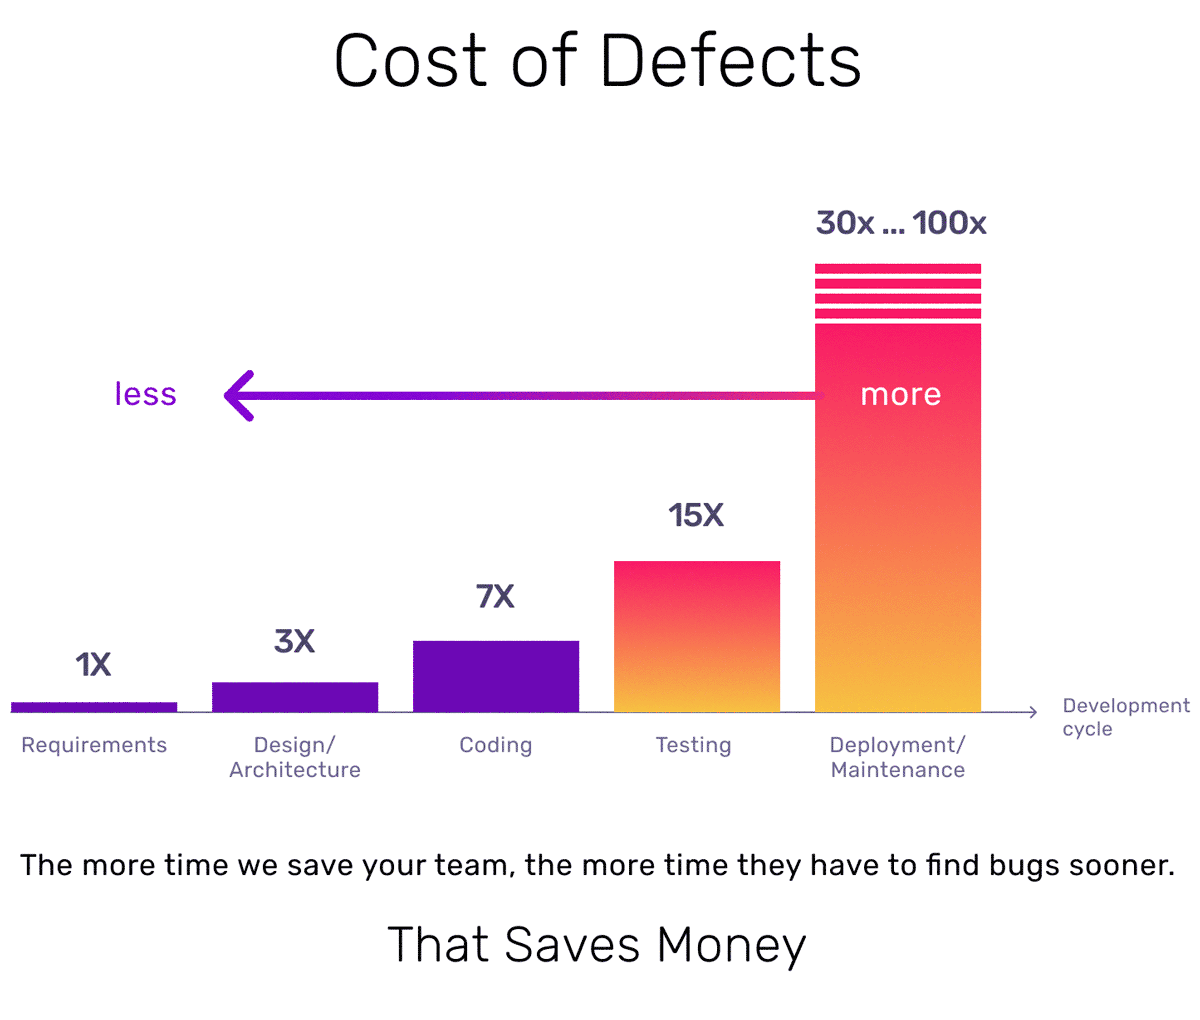 Cost of Defects
30x ... 100x
less
more
15X
7X
3X
1X
Development
cycle
Requirements
Design/
Architecture
Coding
Testing
Deployment/
Maintenance
The more time we save your team, the more time they have to find bugs sooner.
That Saves Money